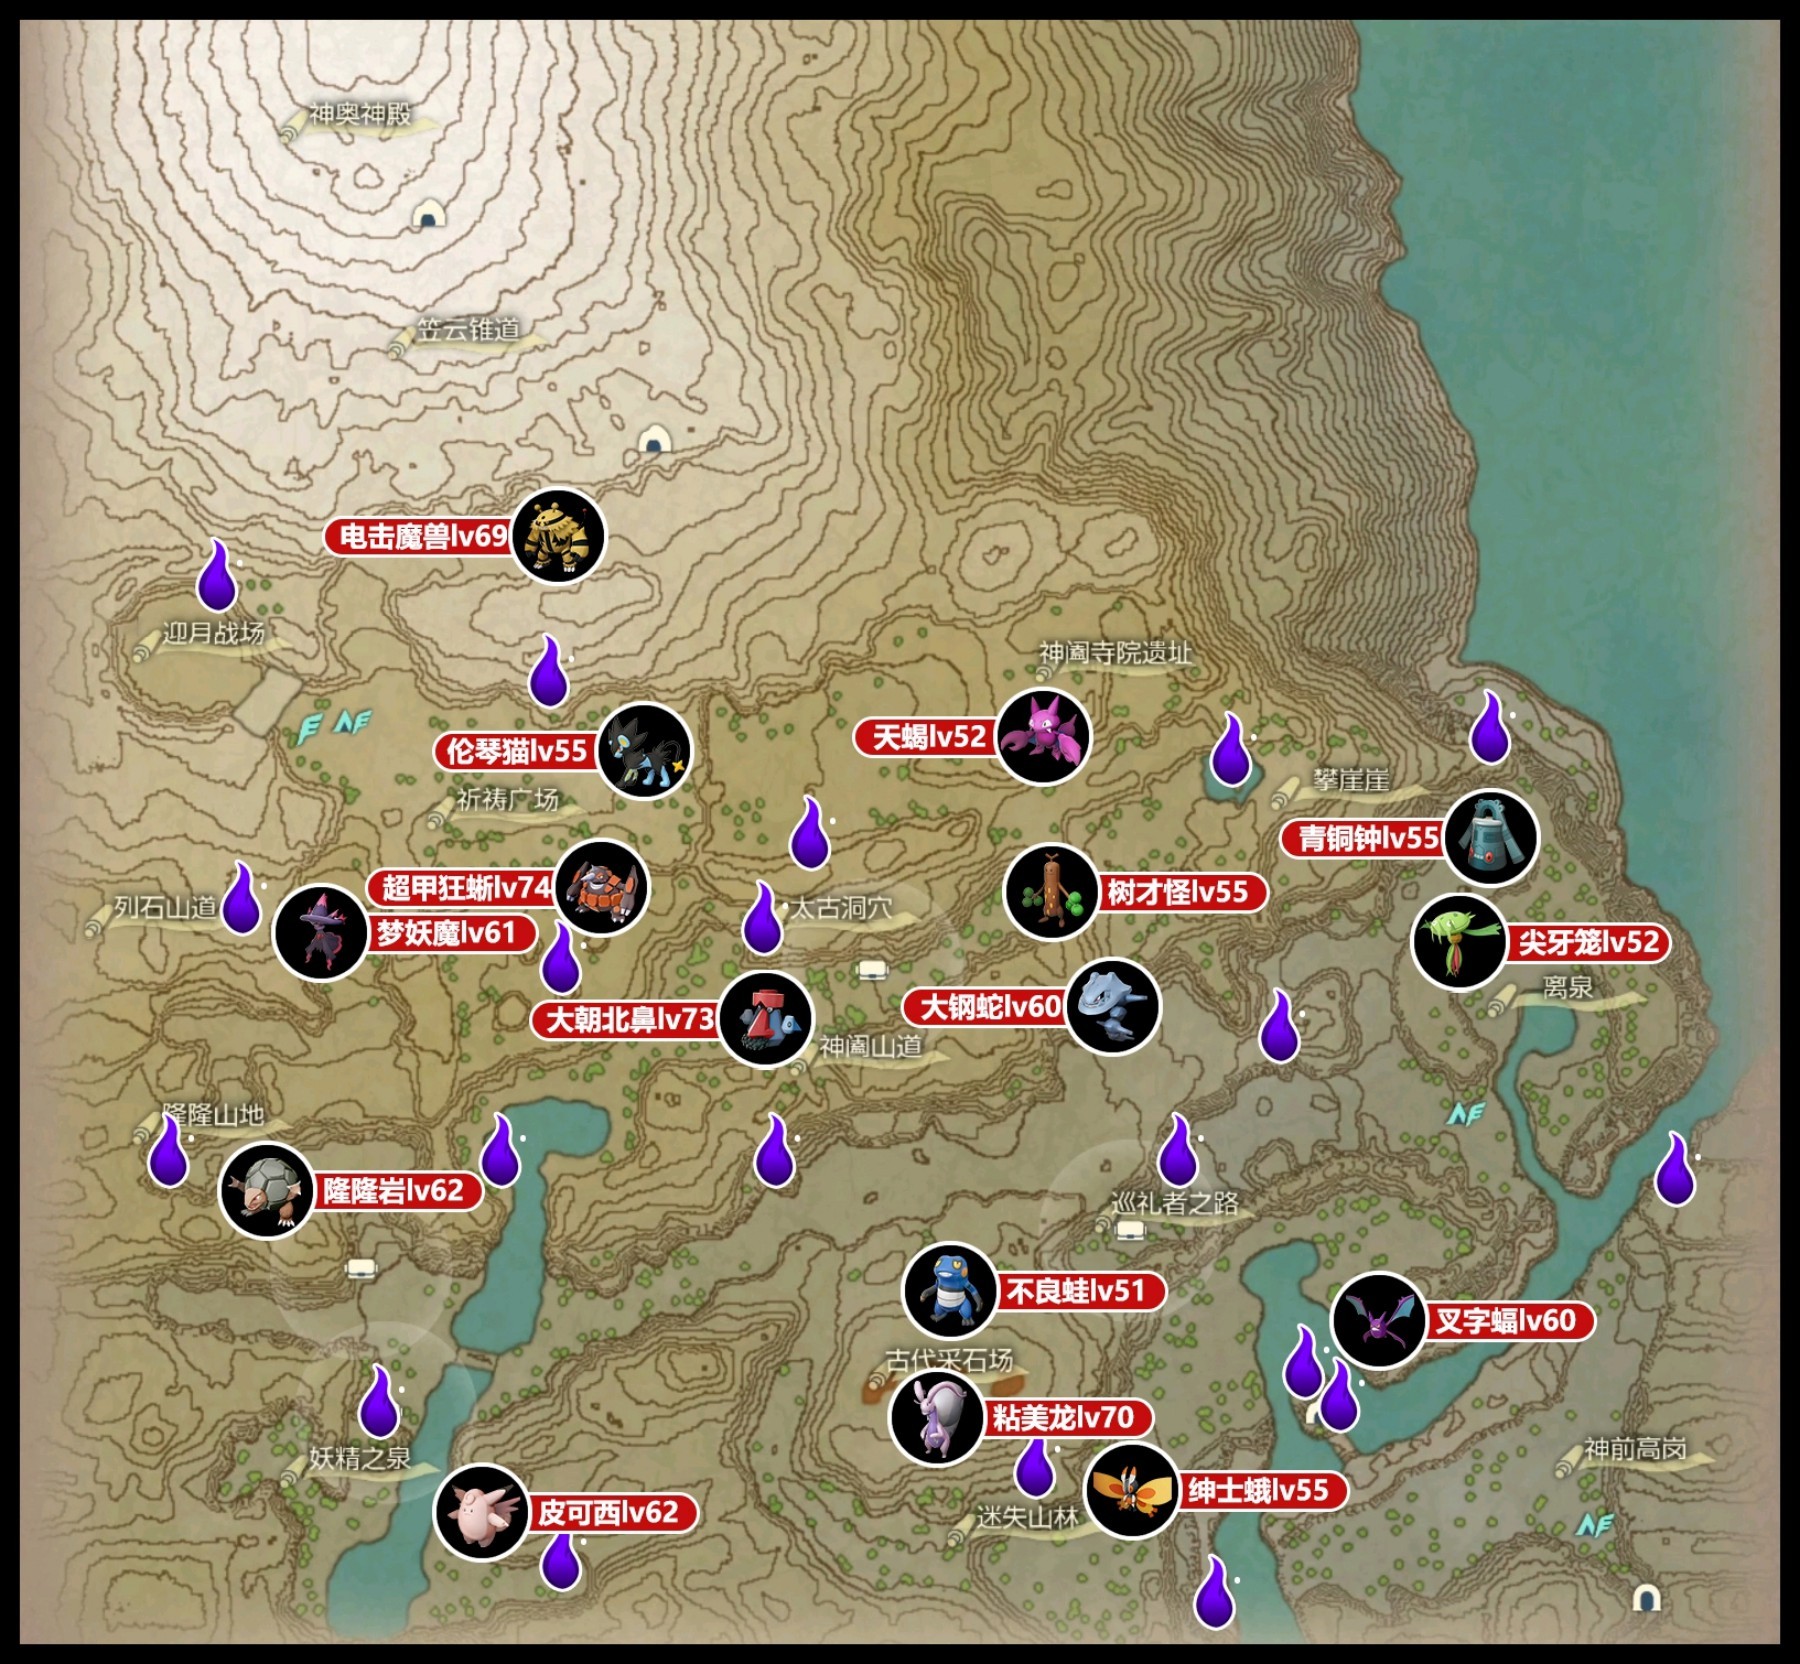 神奥神殿
笠云锥道
电击魔兽lv69
迎月战场
神阖寺院遗址
伦琴猫lv55
天蝎lv52
攀崖崖
祈祷广场
青铜钟lv55
超甲狂蜥lv74
树才怪lv55
列石山道
太古洞穴
梦妖魔lv61
尖牙笼lv52
离泉
大朝北鼻lv73
大钢蛇lv60
神阖山道
隆隆山地
隆隆岩lv62
巡礼者之路
不良蛙lv51
叉字蝠lv60
古代采石场
粘美龙lv70
妖精之泉
神前高岗
绅士蛾lv55
皮可西lv62
迷失山林